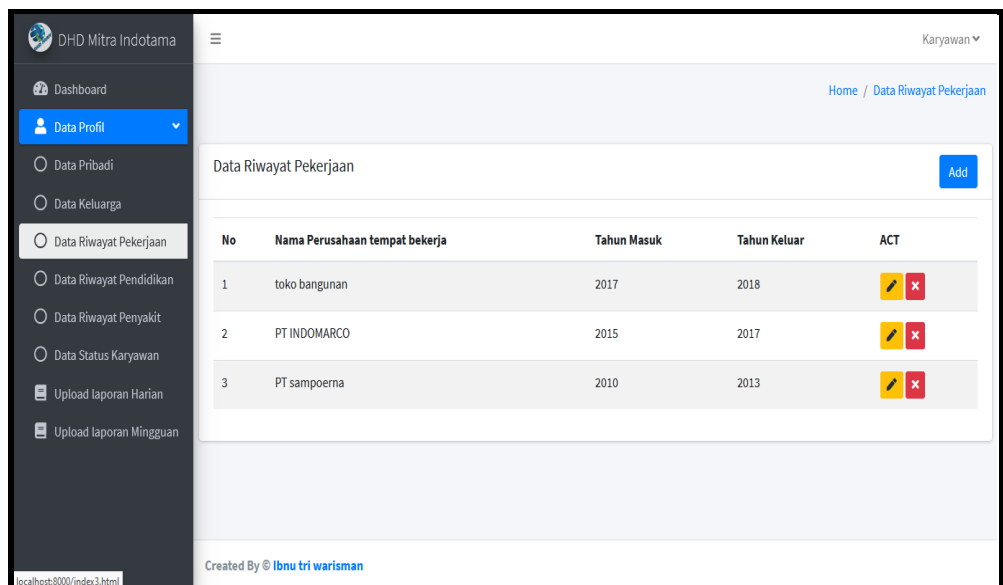 DHD Mitra Indotama
Karyawan
Dashboard
Home / Data Riwayat Pekerjaan
Data Profil
Data Pribadi
Data Keluarga
Data Riwayat Pekerjaan
Data Riwayat Pendidikan
Data Riwayat Penyakit
Data Status Karyawan
Upload laporan Harian
Upload laporan Mingguan
Data Riwayat Pekerjaan
Add
No Nama Perusahaan tempat bekerja Tahun Masuk Tahun Keluar ACT
1 toko bangunan 2017 2018
2 PT INDOMARCO 2015 2017
3 PT sampoerna 2010 2013
Created By © Ibnu tri warisman
localhost:8000/index3.html